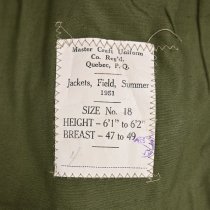 Master Craft Uniform
Co. Reg'd.
Quebec, P. Q.
Jackets, Field, Summer
1951
SIZE No. 18
HEIGHT – 6'1" to 6'2"
BREAST – 47 to 49